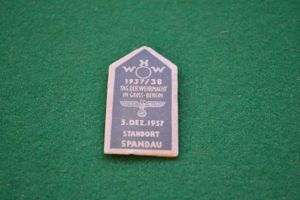 W H W
1937/38
TAG DER WEHRMACHT
IN GROSS-BERLIN
5. DEZ. 1937
STANDORT
SPANDAU